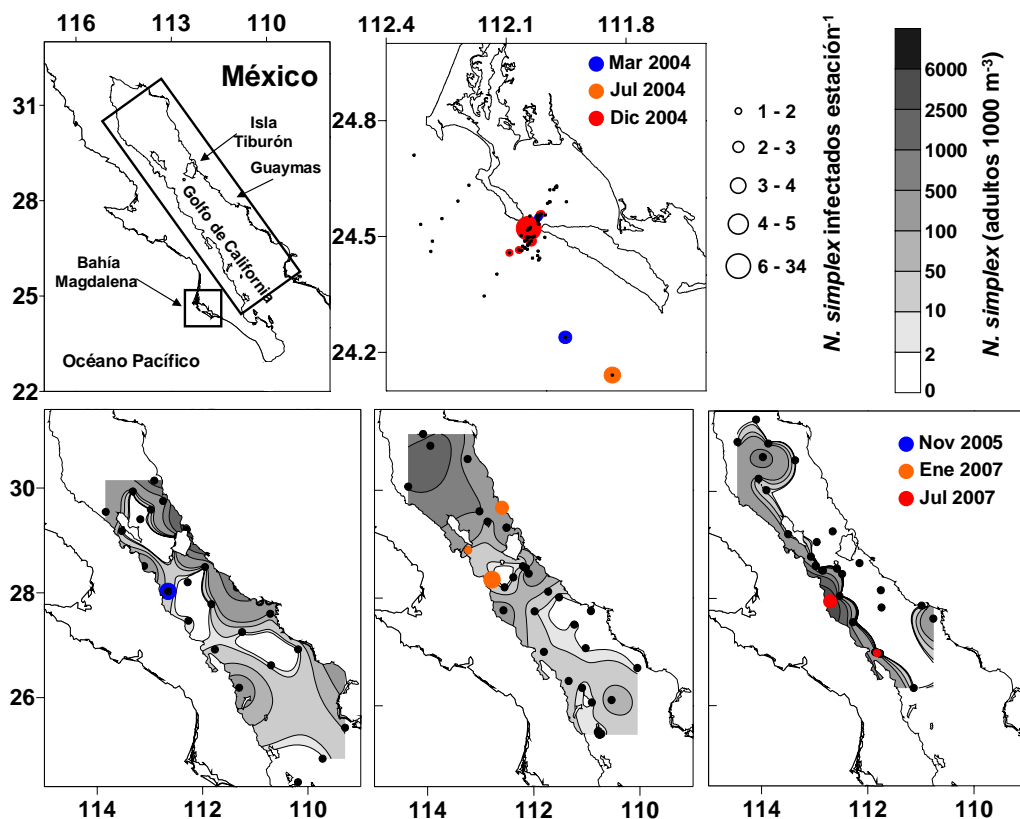 116 113 110
31
28
25
22
México
Isla
Tiburón
Guaymas
Golfo de California
Bahía
Magdalena
Océano Pacífico
112.4 112.1 111.8
24.8
24.5
24.2
Mar 2004
Jul 2004
Dic 2004
1 - 2
2 - 3
3 - 4
4 - 5
6 - 34
N. simplex infectados estación⁻¹
6000
2500
1000
500
100
50
10
2
0
N. simplex (adultos 1000 m⁻³)
30
28
26
114 112 110
114 112 110
Nov 2005
Ene 2007
Jul 2007
114 112 110